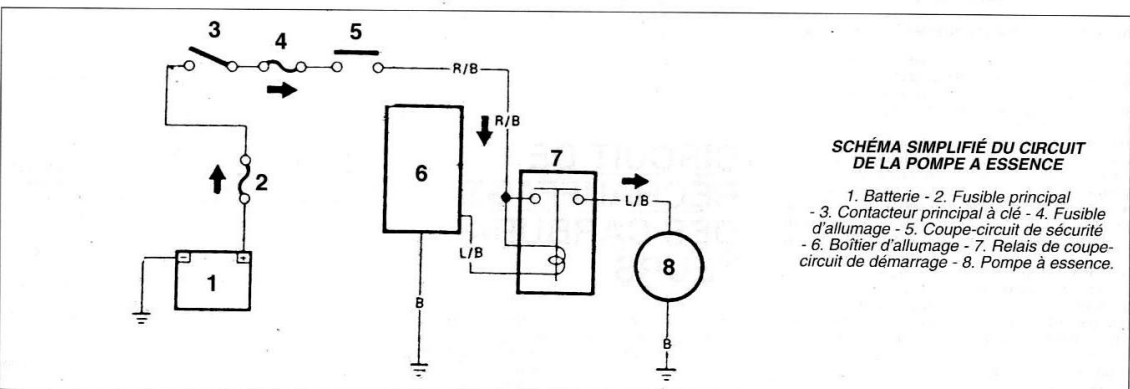 3
4
5
R/B
R/B
2
6
7
L/B
L/B
1
- +
8
B
B
SCHÉMA SIMPLIFIÉ DU CIRCUIT
DE LA POMPE A ESSENCE
1. Batterie - 2. Fusible principal
- 3. Contacteur principal à clé - 4. Fusible
d'allumage - 5. Coupe-circuit de sécurité
- 6. Boîtier d'allumage - 7. Relais de coupe-
circuit de démarrage - 8. Pompe à essence.